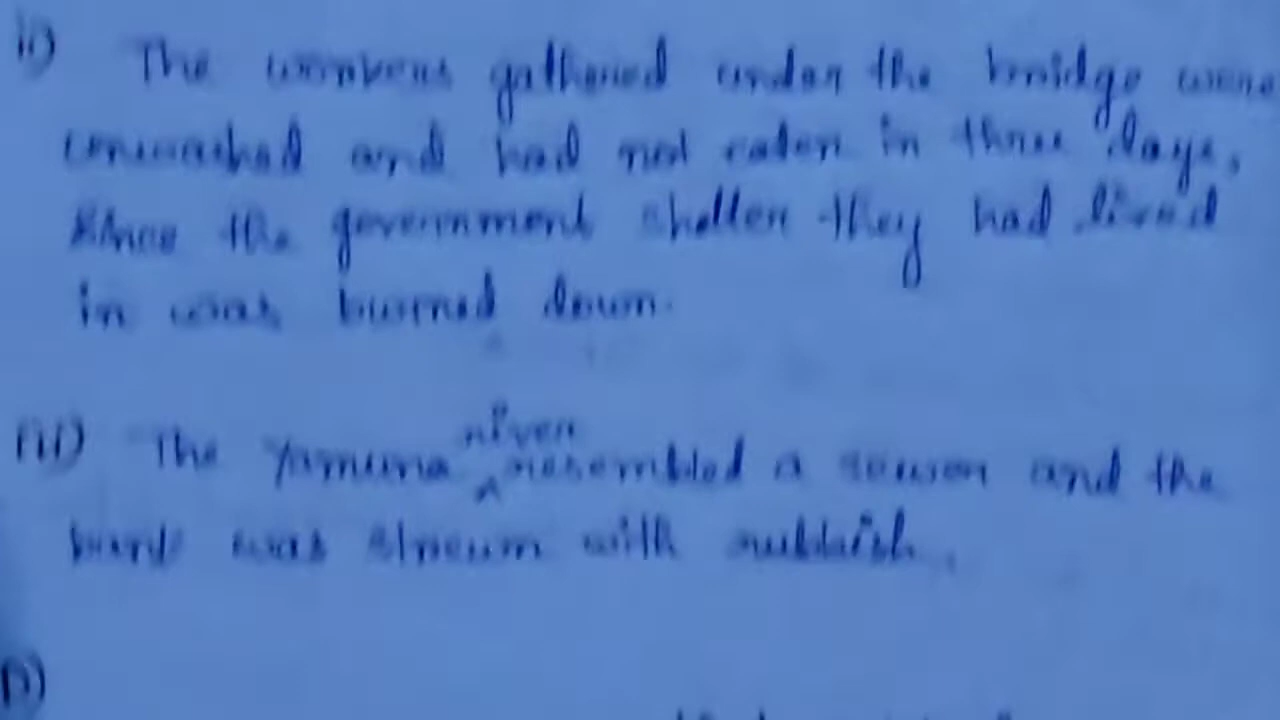 ii) The workers gathered under the bridge were
unwashed and had not eaten in three days,
since the government shelter they had lived
in was burned down.
iii) The Yamuna river resembled a sewer and the
bank was strewn with rubbish.
b)